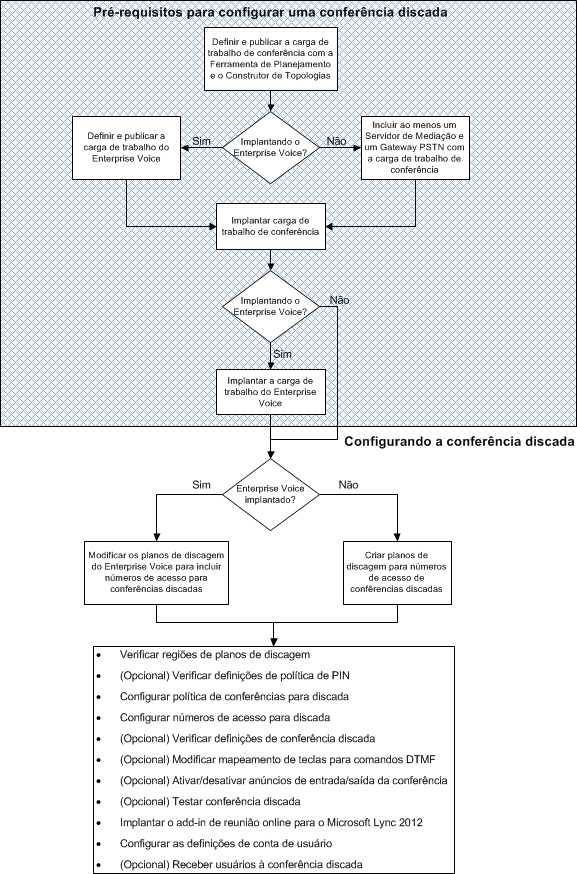 Pré-requisitos para configurar uma conferência discada
Definir e publicar a carga de
trabalho de conferência com a
Ferramenta de Planejamento
e o Construtor de Topologias
Definir e publicar a
carga de trabalho do
Enterprise Voice
Sim
Implantando o
Enterprise Voice?
Não
Incluir ao menos um
Servidor de Mediação e
um Gateway PSTN com
a carga de trabalho de
conferência
Implantar carga de
trabalho de conferência
Implantando o
Enterprise Voice?
Não
Sim
Implantar a carga de
trabalho do Enterprise
Voice
Configurando a conferência discada
Sim
Enterprise Voice
implantado?
Não
Modificar os planos de discagem
do Enterprise Voice para incluir
números de acesso para
conferências discadas
Criar planos de
discagem para números
de acesso de
conferências discadas
• Verificar regiões de planos de discagem
• (Opcional) Verificar definições de política de PIN
• Configurar política de conferências para discada
• Configurar números de acesso para discada
• (Opcional) Verificar definições de conferência discada
• (Opcional) Modificar mapeamento de teclas para comandos DTMF
• (Opcional) Ativar/desativar anúncios de entrada/saída da conferência
• (Opcional) Testar conferência discada
• Implantar o add-in de reunião online para o Microsoft Lync 2012
• Configurar as definições de conta de usuário
• (Opcional) Receber usuários à conferência discada